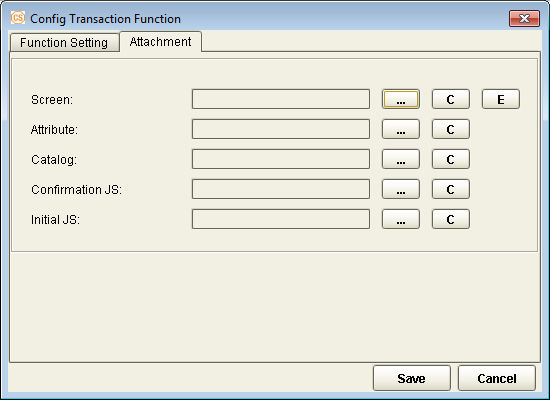 CS Config Transaction Function
Function Setting Attachment
Screen: ... C E
Attribute: ... C
Catalog: ... C
Confirmation JS: ... C
Initial JS: ... C
Save Cancel